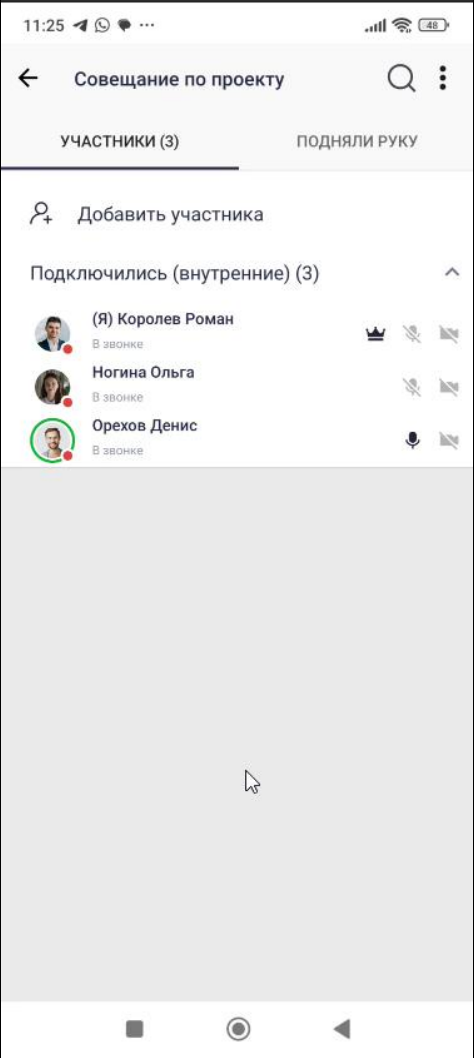 11:25
48
Совещание по проекту
УЧАСТНИКИ (3)
ПОДНЯЛИ РУКУ
Добавить участника
Подключились (внутренние) (3)
(Я) Королев Роман
В звонке
Ногина Ольга
В звонке
Орехов Денис
В звонке